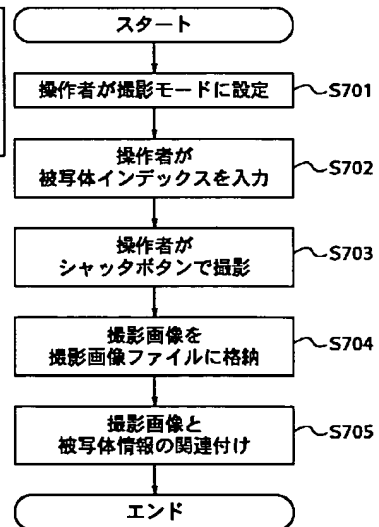 スタート
操作者が撮影モードに設定
S701
操作者が
被写体インデックスを入力
S702
操作者が
シャッタボタンで撮影
S703
撮影画像を
撮影画像ファイルに格納
S704
撮影画像と
被写体情報の関連付け
S705
エンド